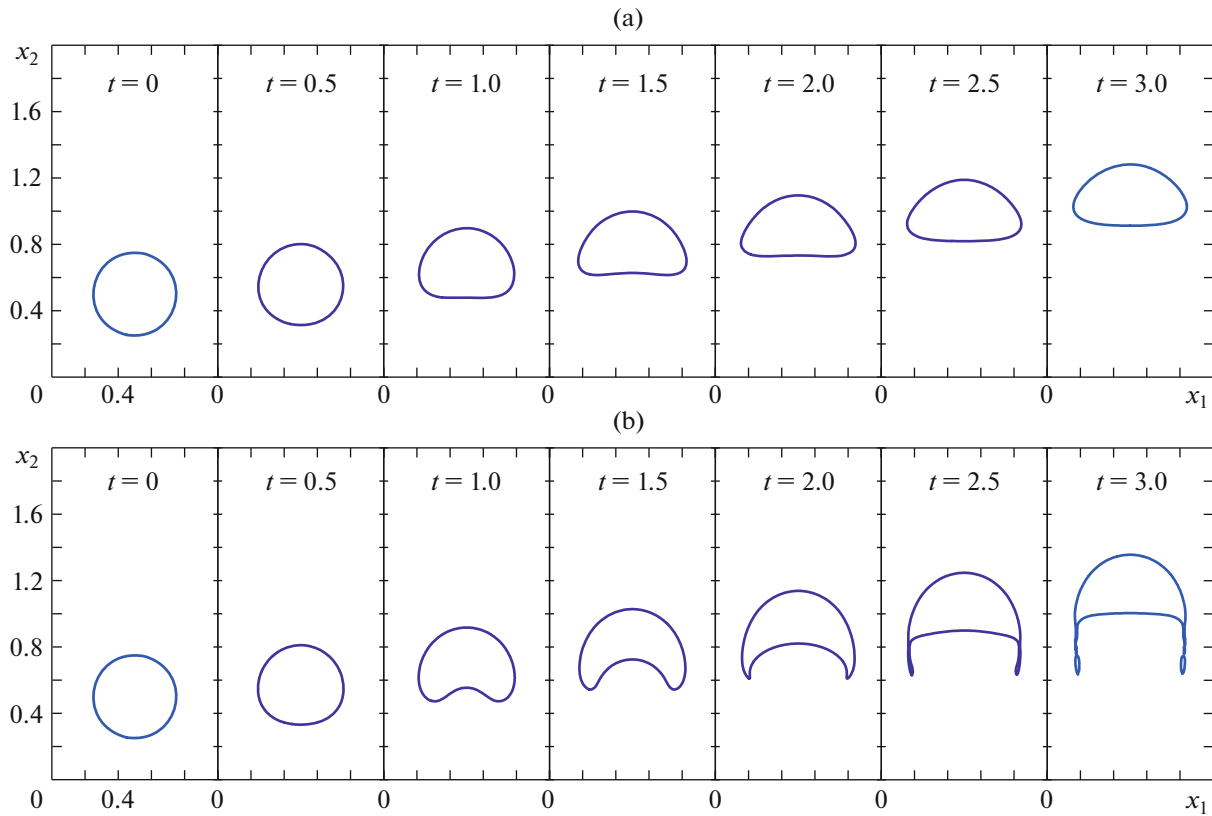 (a)
x₂
t = 0 t = 0.5 t = 1.0 t = 1.5 t = 2.0 t = 2.5 t = 3.0
1.6
1.2
0.8
0.4
0 0.4 0 0 0 0 0 0 x₁
(b)
x₂
t = 0 t = 0.5 t = 1.0 t = 1.5 t = 2.0 t = 2.5 t = 3.0
1.6
1.2
0.8
0.4
0 0.4 0 0 0 0 0 0 x₁